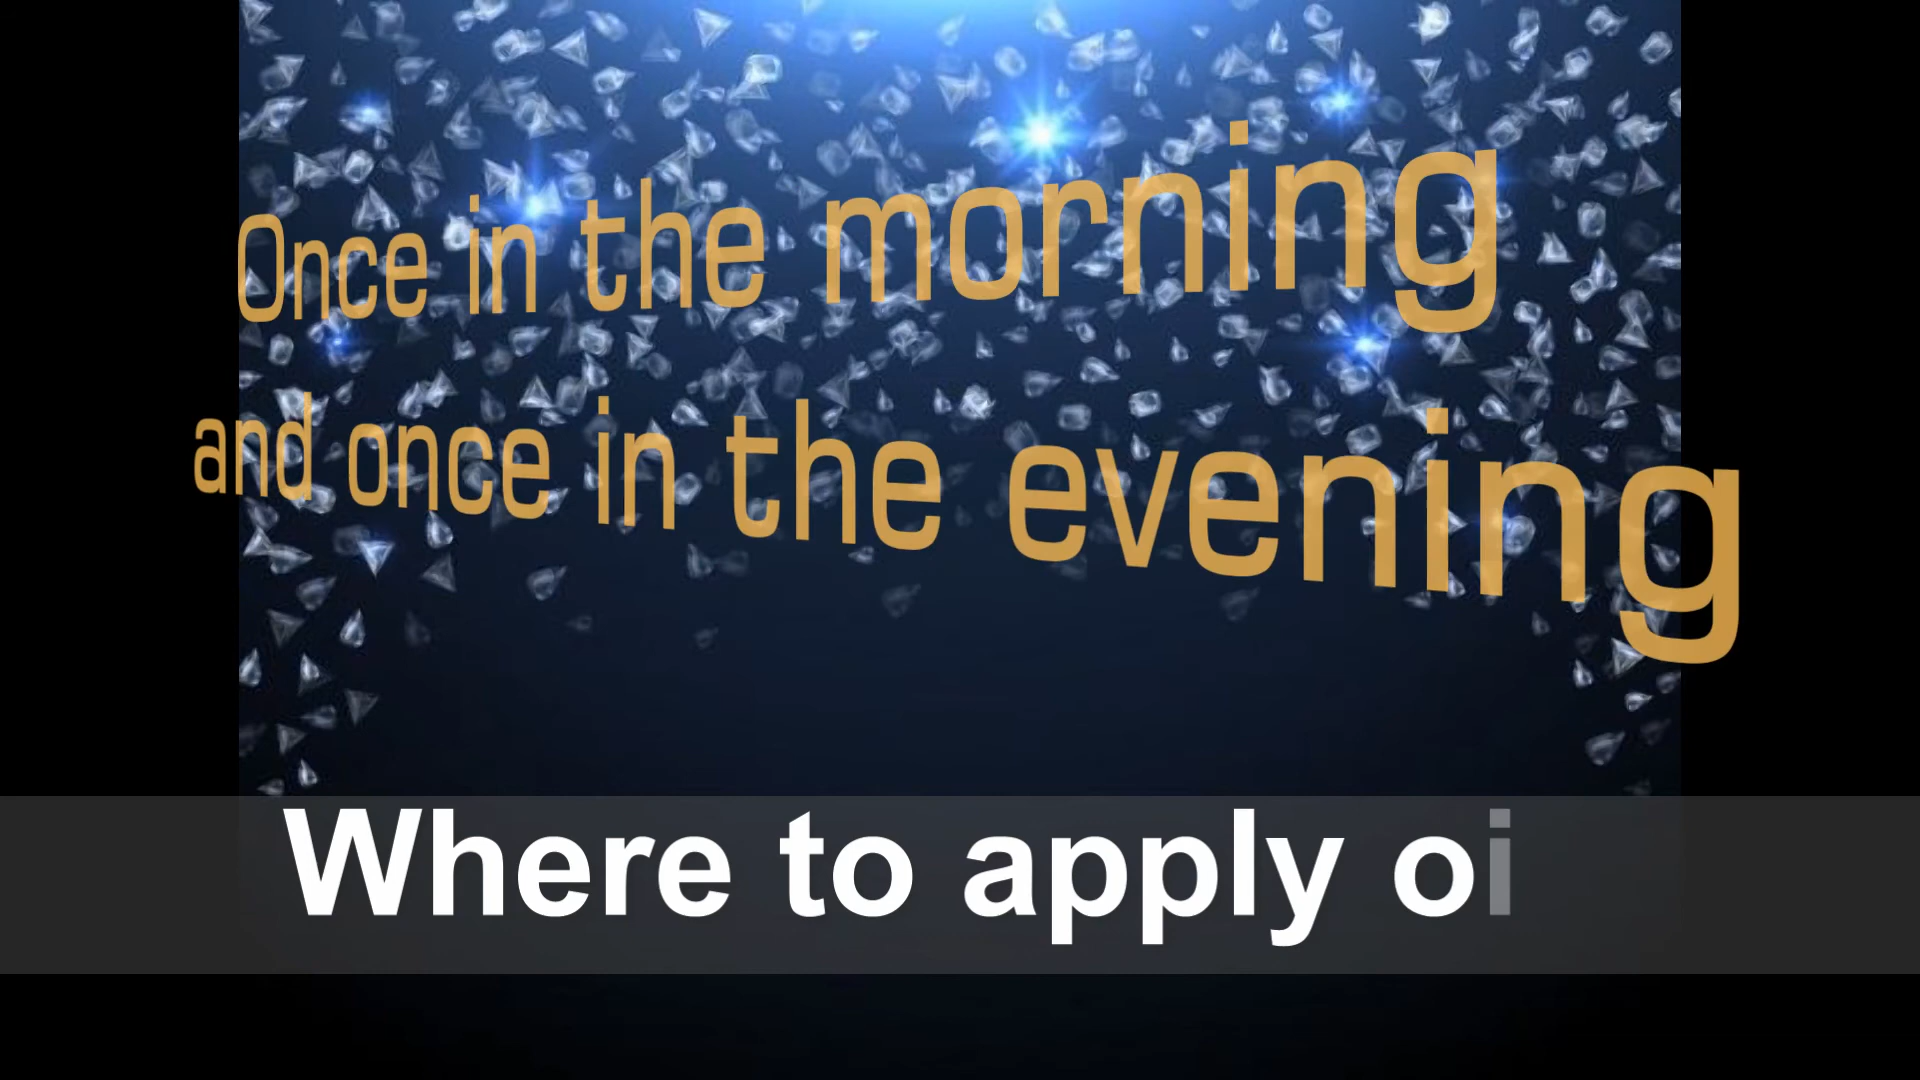 Once in the morning
and once in the evening
Where to apply oi